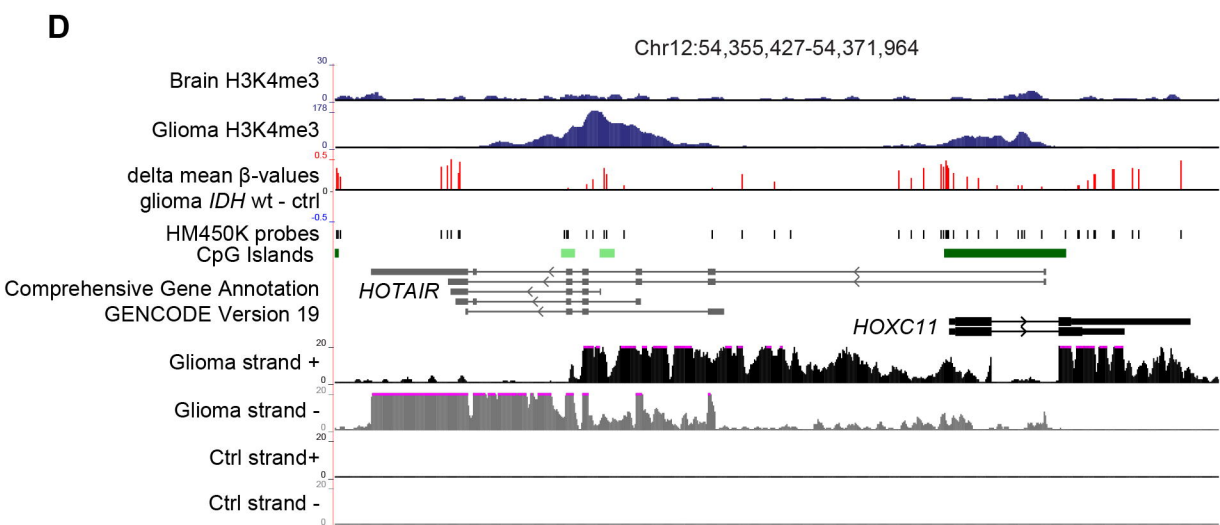 D
Chr12:54,355,427-54,371,964
30
Brain H3K4me3
0
178
Glioma H3K4me3
0
0.5
delta mean β-values
0
glioma IDH wt - ctrl
-0.5
HM450K probes
CpG Islands
Comprehensive Gene Annotation
HOTAIR
GENCODE Version 19
HOXC11
20
Glioma strand +
0
20
Glioma strand -
0
20
Ctrl strand+
0
20
Ctrl strand -
0